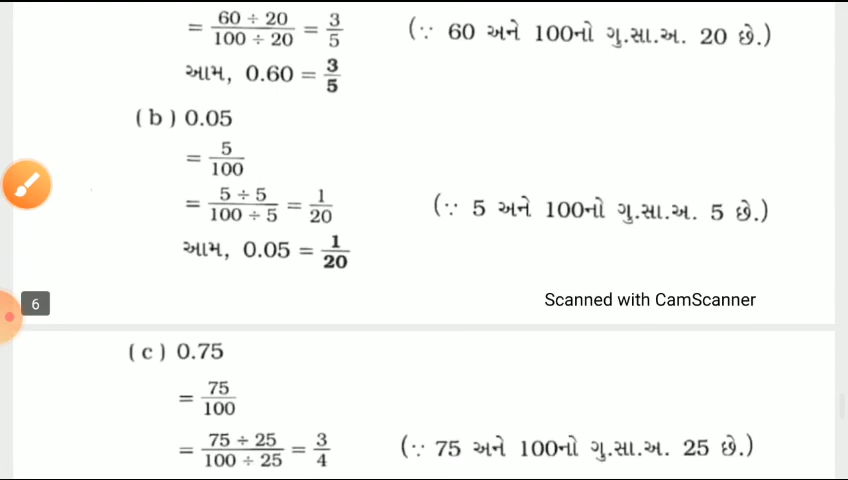 = 60 ÷ 20 / 100 ÷ 20 = 3/5 (∵ 60 અને 100નો ગુ.સા.અ. 20 છે.)
આમ, 0.60 = 3/5
(b) 0.05
= 5/100
= 5 ÷ 5 / 100 ÷ 5 = 1/20 (∵ 5 અને 100નો ગુ.સા.અ. 5 છે.)
આમ, 0.05 = 1/20
6
Scanned with CamScanner
(c) 0.75
= 75/100
= 75 ÷ 25 / 100 ÷ 25 = 3/4 (∵ 75 અને 100નો ગુ.સા.અ. 25 છે.)